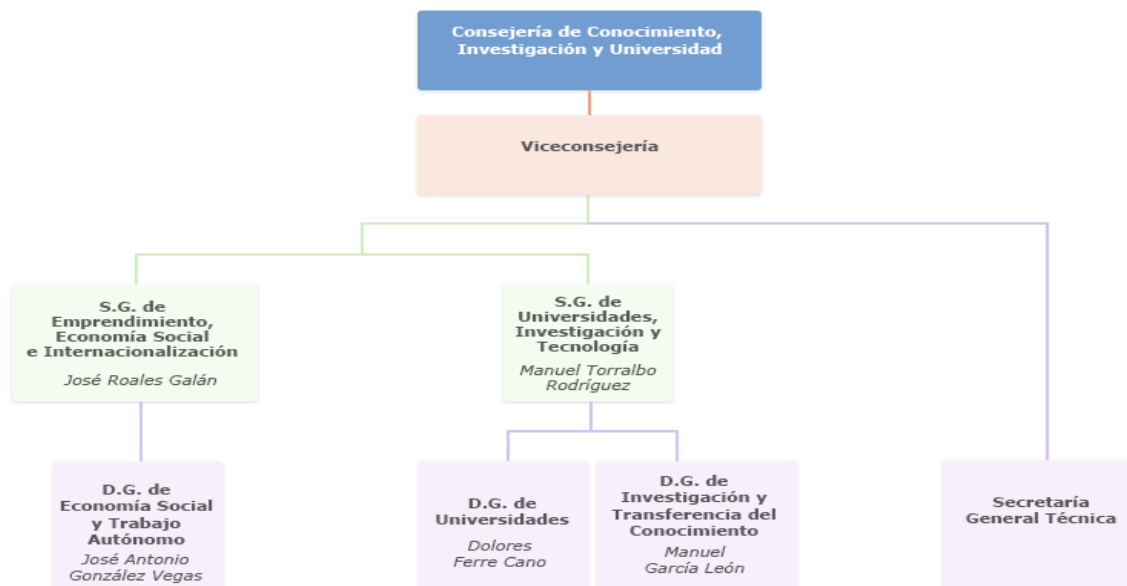 Consejería de Conocimiento,
Investigación y Universidad
Viceconsejería
S.G. de
Emprendimiento,
Economía Social
e Internacionalización
José Roales Galán
S.G. de
Universidades,
Investigación y
Tecnología
Manuel Torralbo
Rodríguez
D.G. de
Economía Social
y Trabajo
Autónomo
José Antonio
González Vegas
D.G. de
Universidades
Dolores
Ferre Cano
D.G. de
Investigación y
Transferencia del
Conocimiento
Manuel
García León
Secretaría
General Técnica